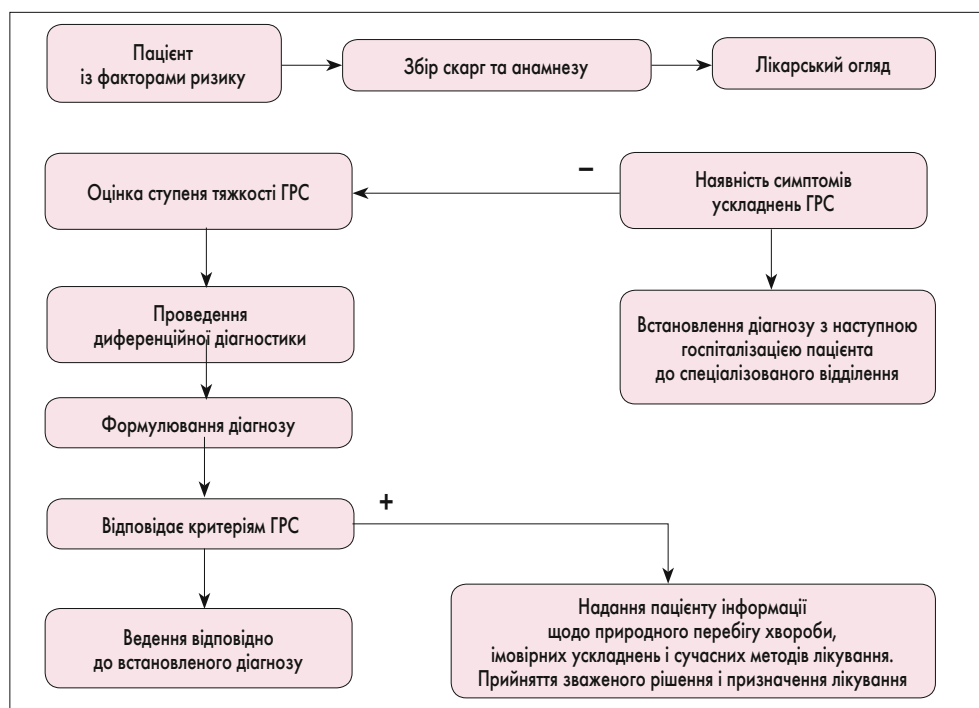 Пацієнт
із факторами ризику
Збір скарг та анамнезу
Лікарський огляд
Оцінка ступеня тяжкості ГРС
–
Наявність симптомів
ускладнень ГРС
Проведення
диференційної діагностики
Встановлення діагнозу з наступною
госпіталізацією пацієнта
до спеціалізованого відділення
Формулювання діагнозу
Відповідає критеріям ГРС
+
Ведення відповідно
до встановленого діагнозу
Надання пацієнту інформації
щодо природного перебігу хвороби,
імовірних ускладнень і сучасних методів лікування.
Прийняття зваженого рішення і призначення лікування